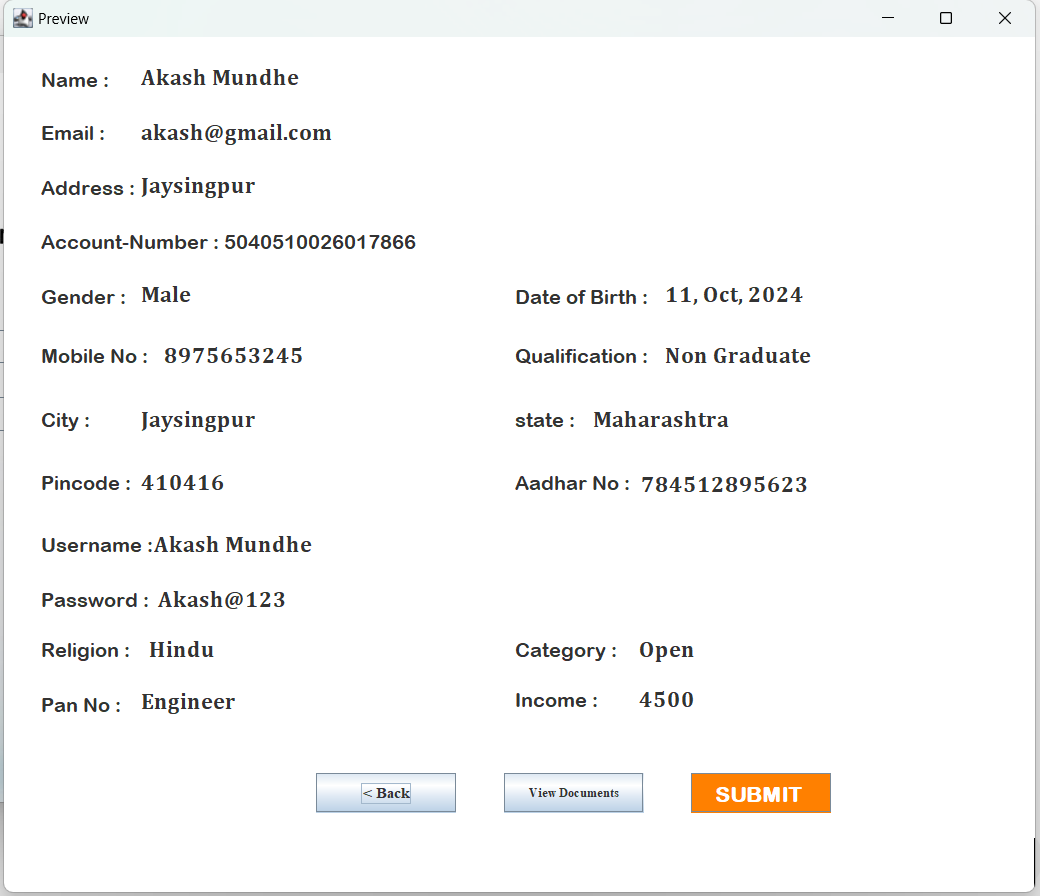 Preview
Name : Akash Mundhe
Email : akash@gmail.com
Address : Jaysingpur
Account-Number : 5040510026017866
Gender : Male Date of Birth : 11, Oct, 2024
Mobile No : 8975653245 Qualification : Non Graduate
City : Jaysingpur state : Maharashtra
Pincode : 410416 Aadhar No : 784512895623
Username :Akash Mundhe
Password : Akash@123
Religion : Hindu Category : Open
Pan No : Engineer Income : 4500
< Back View Documents SUBMIT